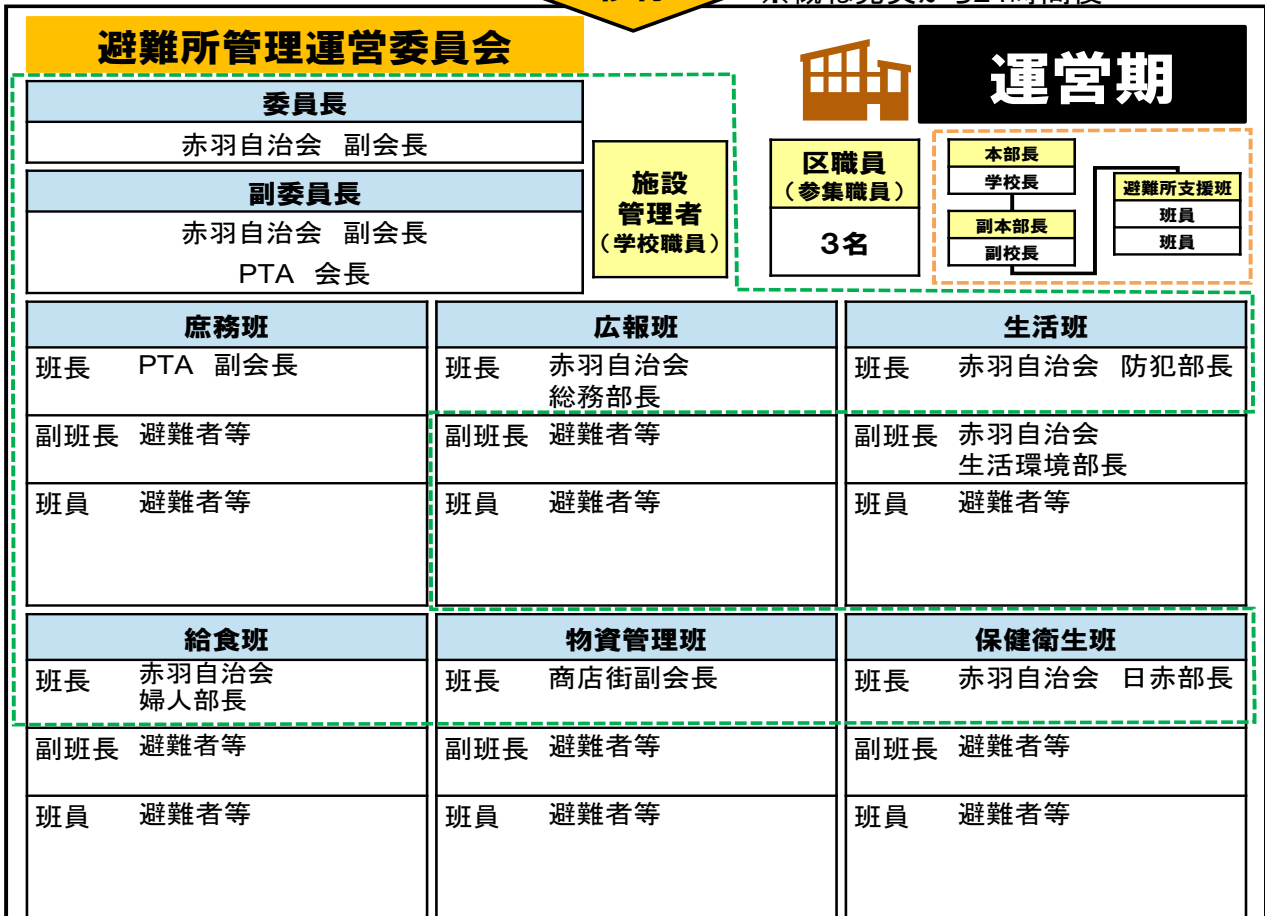 避難所管理運営委員会
運営期
委員長
赤羽自治会 副会長
副委員長
赤羽自治会 副会長
PTA 会長
施設
管理者
（学校職員）
区職員
（参集職員）
3名
本部長
学校長
副本部長
副校長
避難所支援班
班員
班員
庶務班
班長 PTA 副会長
副班長 避難者等
班員 避難者等
広報班
班長 赤羽自治会
総務部長
副班長 避難者等
班員 避難者等
生活班
班長 赤羽自治会 防犯部長
副班長 赤羽自治会
生活環境部長
班員 避難者等
給食班
班長 赤羽自治会
婦人部長
副班長 避難者等
班員 避難者等
物資管理班
班長 商店街副会長
副班長 避難者等
班員 避難者等
保健衛生班
班長 赤羽自治会 日赤部長
副班長 避難者等
班員 避難者等